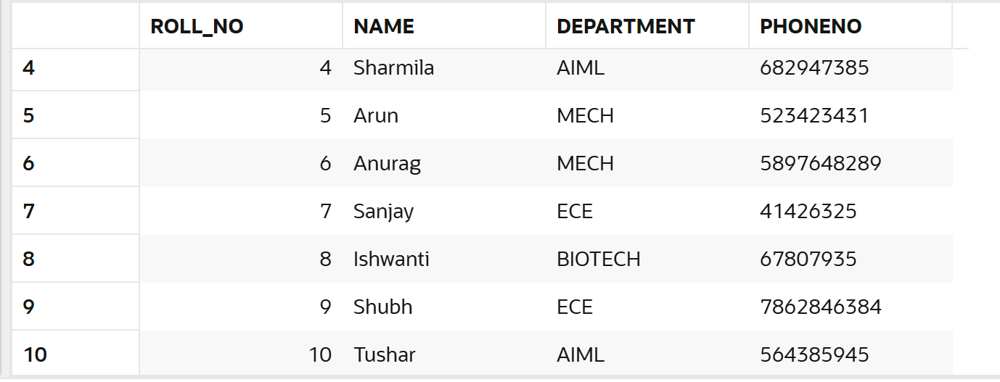 ROLL_NO NAME DEPARTMENT PHONENO
4 4 Sharmila AIML 682947385
5 5 Arun MECH 523423431
6 6 Anurag MECH 5897648289
7 7 Sanjay ECE 41426325
8 8 Ishwanti BIOTECH 67807935
9 9 Shubh ECE 7862846384
10 10 Tushar AIML 564385945